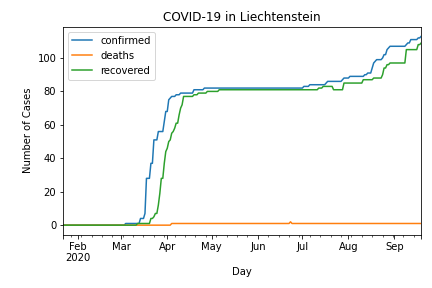 COVID-19 in Liechtenstein
confirmed
deaths
recovered
Number of Cases
100
80
60
40
20
0
Feb Mar Apr May Jun Jul Aug Sep
2020
Day